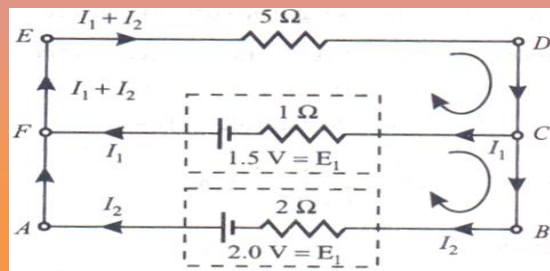 I₁ + I₂
5 Ω
E
D
I₁ + I₂
1 Ω
F
C
I₁
I₁
1.5 V = E₁
I₂
2 Ω
A
B
I₂
2.0 V = E₁